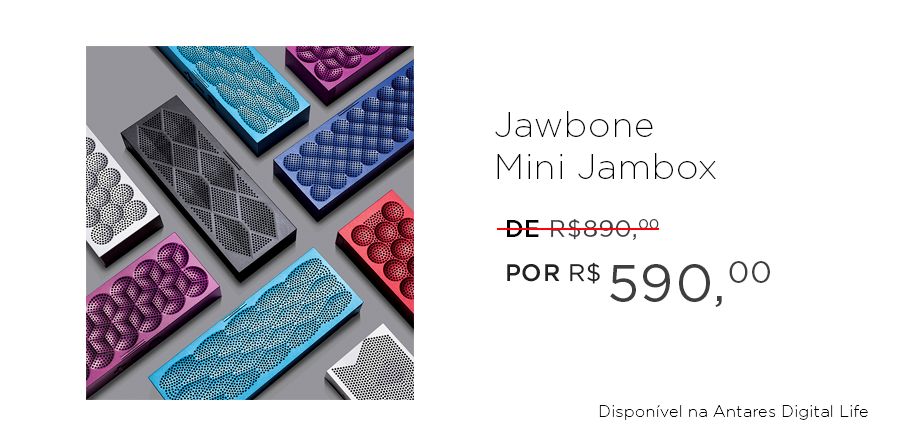 Jawbone
Mini Jambox
DE R$890,00
POR R$ 590,00
Disponível na Antares Digital Life